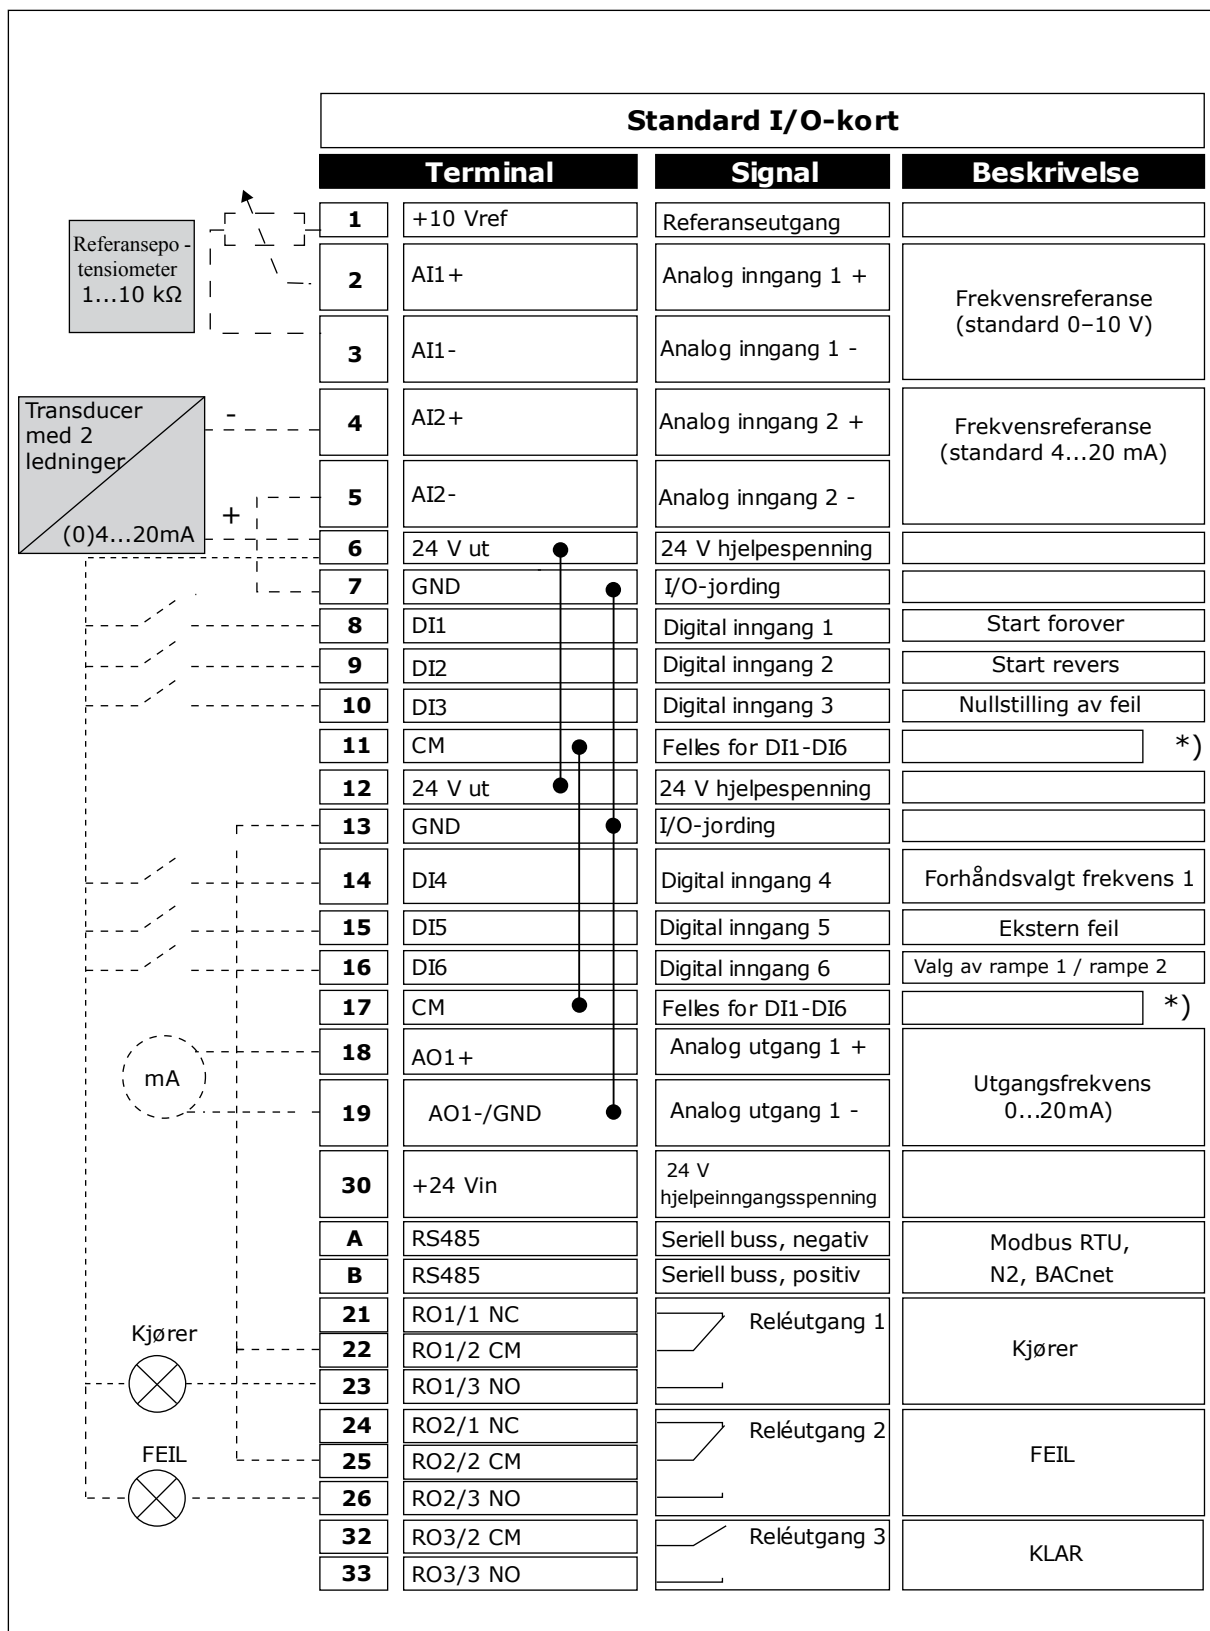 Standard I/O-kort
Terminal Signal Beskrivelse
1 +10 Vref Referanseutgang
Referansepo -
tensiometer
1...10 kΩ
2 AI1+ Analog inngang 1 +
Frekvensreferanse
(standard 0–10 V)
3 AI1- Analog inngang 1 -
Transducer
med 2
ledninger
(0)4...20mA
-
+
4 AI2+ Analog inngang 2 +
Frekvensreferanse
(standard 4...20 mA)
5 AI2- Analog inngang 2 -
6 24 V ut 24 V hjelpespenning
7 GND I/O-jording
8 DI1 Digital inngang 1 Start forover
9 DI2 Digital inngang 2 Start revers
10 DI3 Digital inngang 3 Nullstilling av feil
11 CM Felles for DI1-DI6 *)
12 24 V ut 24 V hjelpespenning
13 GND I/O-jording
14 DI4 Digital inngang 4 Forhåndsvalgt frekvens 1
15 DI5 Digital inngang 5 Ekstern feil
16 DI6 Digital inngang 6 Valg av rampe 1 / rampe 2
17 CM Felles for DI1-DI6 *)
18 AO1+ Analog utgang 1 +
mA
Utgangsfrekvens
0...20mA)
19 AO1-/GND Analog utgang 1 -
30 +24 Vin 24 V
hjelpeinngangsspenning
A RS485 Seriell buss, negativ
Modbus RTU,
N2, BACnet
B RS485 Seriell buss, positiv
21 RO1/1 NC Reléutgang 1
Kjører
22 RO1/2 CM Kjører
23 RO1/3 NO
24 RO2/1 NC Reléutgang 2
FEIL
25 RO2/2 CM FEIL
26 RO2/3 NO
32 RO3/2 CM Reléutgang 3
KLAR
33 RO3/3 NO